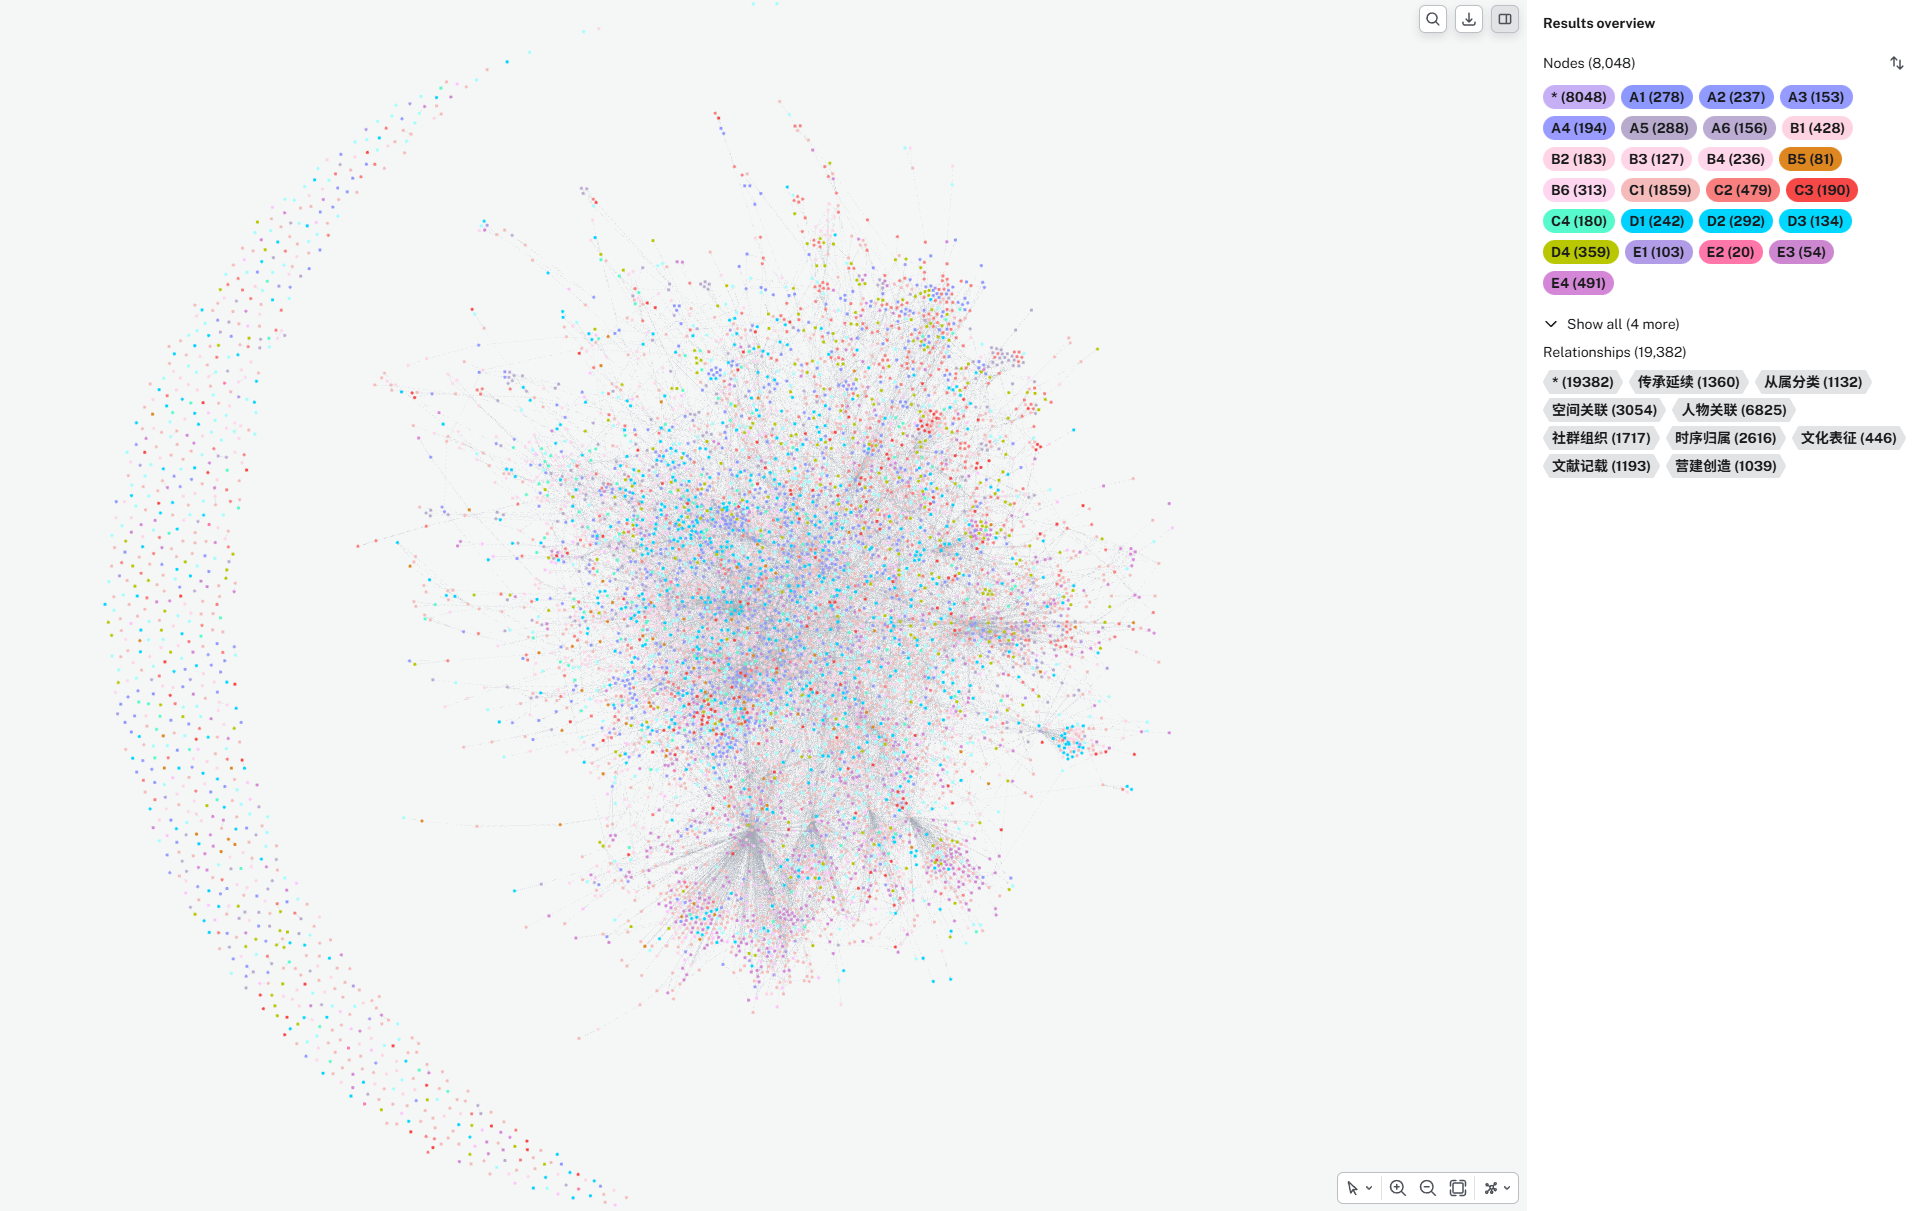 Results overview
Nodes (8,048)
* (8048) A1 (278) A2 (237) A3 (153)
A4 (194) A5 (288) A6 (156) B1 (428)
B2 (183) B3 (127) B4 (236) B5 (81)
B6 (313) C1 (1859) C2 (479) C3 (190)
C4 (180) D1 (242) D2 (292) D3 (134)
D4 (359) E1 (103) E2 (20) E3 (54)
E4 (491)
Show all (4 more)
Relationships (19,382)
* (19382) 传承延续 (1360) 从属分类 (1132)
空间关联 (3054) 人物关联 (6825)
社群组织 (1717) 时序归属 (2616) 文化表征 (446)
文献记载 (1193) 营建创造 (1039)